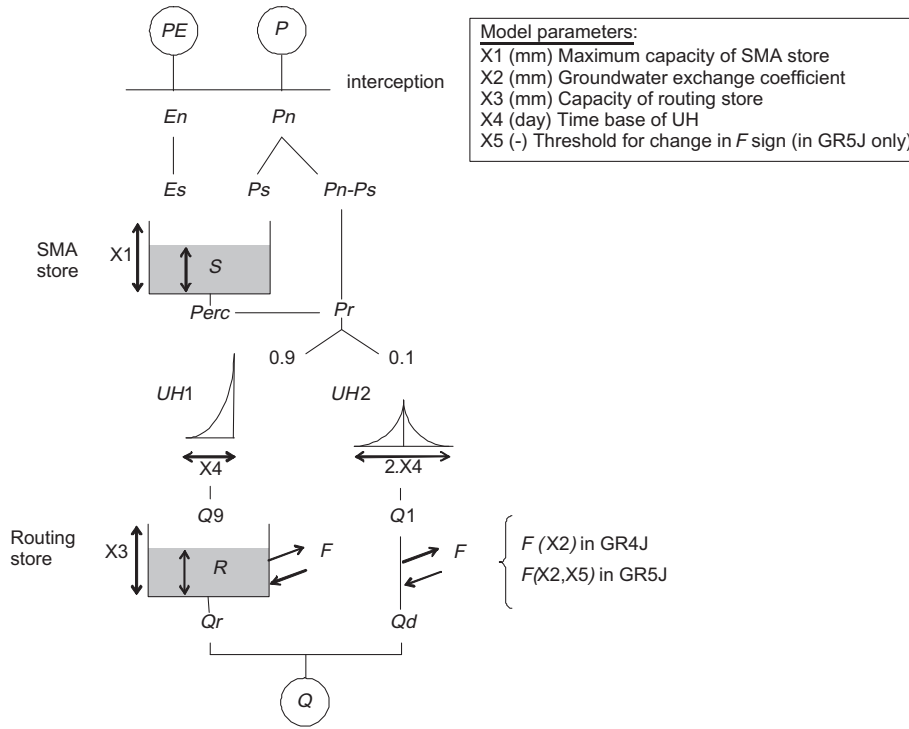 PE
P
interception
En
Pn
Es
Ps
Pn-Ps
SMA
store
X1
S
Perc
Pr
0.9
0.1
UH1
UH2
X4
2.X4
Q9
Q1
Routing
store
X3
R
F
F
Qr
Qd
Q
F (X2) in GR4J
F(X2,X5) in GR5J
Model parameters:
X1 (mm) Maximum capacity of SMA store
X2 (mm) Groundwater exchange coefficient
X3 (mm) Capacity of routing store
X4 (day) Time base of UH
X5 (-) Threshold for change in F sign (in GR5J only)